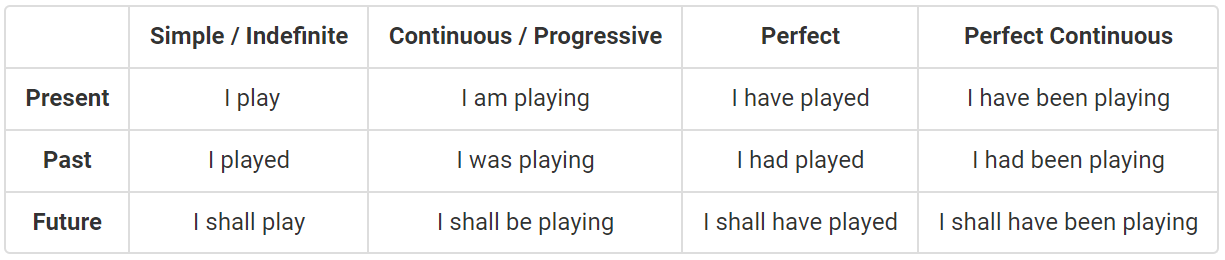 Simple / Indefinite Continuous / Progressive Perfect Perfect Continuous
Present I play I am playing I have played I have been playing
Past I played I was playing I had played I had been playing
Future I shall play I shall be playing I shall have played I shall have been playing